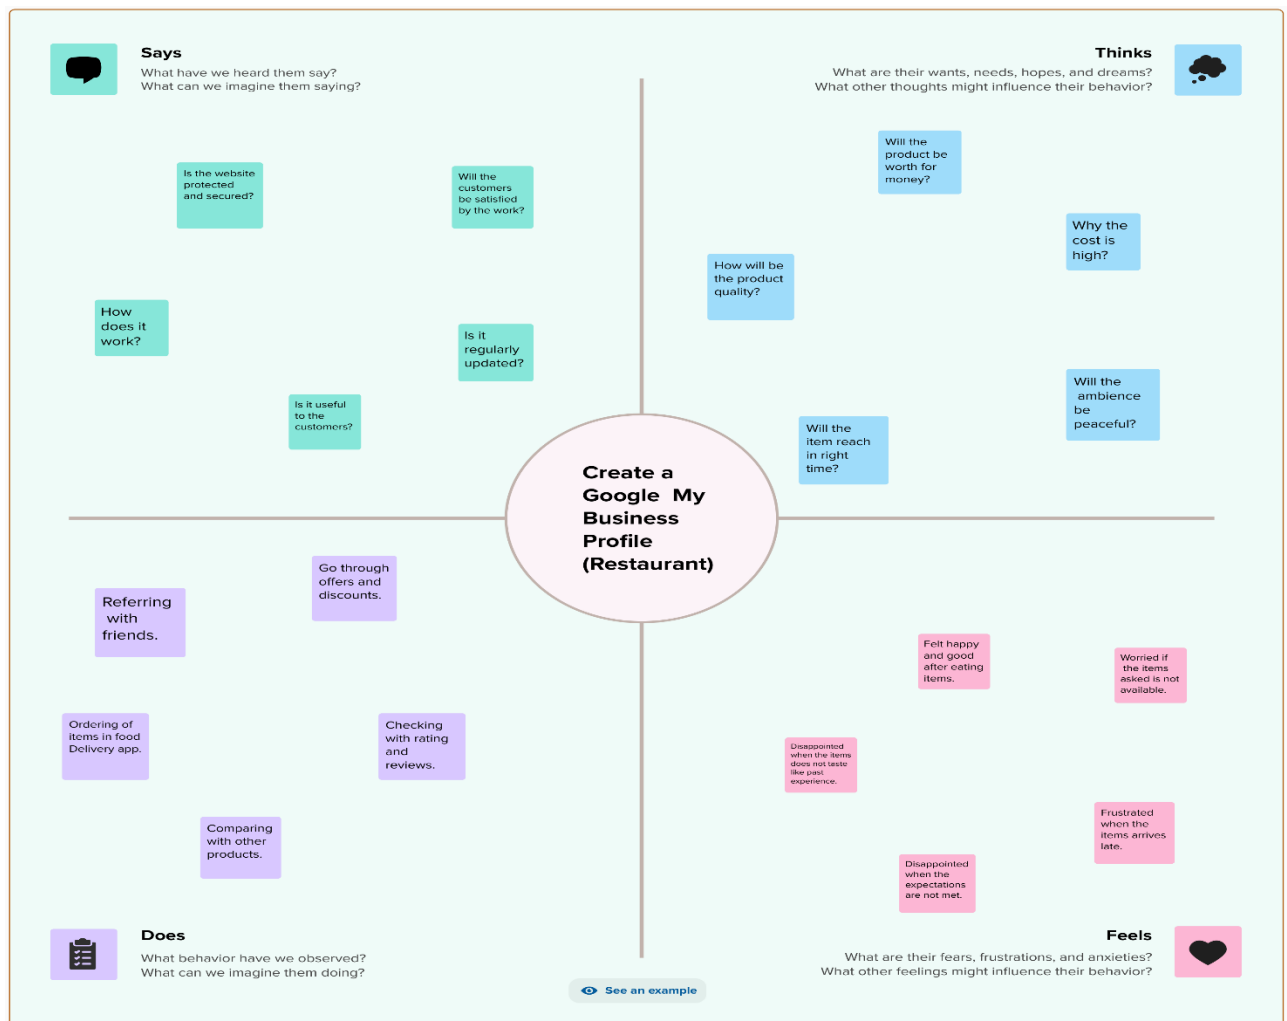 Says
What have we heard them say?
What can we imagine them saying?
Thinks
What are their wants, needs, hopes, and dreams?
What other thoughts might influence their behavior?
Is the website
protected
and secured?
Will the
customers
be satisfied
by the work?
How
does it
work?
Is it
regularly
updated?
Is it useful
to the
customers?
Will the
product be
worth for
money?
Why the
cost is
high?
How will be
the product
quality?
Will the
ambience
be
peaceful?
Will the
item reach
in right
time?
Create a
Google My
Business
Profile
(Restaurant)
Go through
offers and
discounts.
Referring
with
friends.
Ordering of
items in food
Delivery app.
Checking
with rating
and
reviews.
Comparing
with other
products.
Felt happy
and good
after eating
items.
Worried if
the items
asked is not
available.
Disappointed
when the items
does not taste
like past
experience.
Frustrated
when the
items arrives
late.
Disappointed
when the
expectations
are not met.
Does
What behavior have we observed?
What can we imagine them doing?
Feels
What are their fears, frustrations, and anxieties?
What other feelings might influence their behavior?
See an example